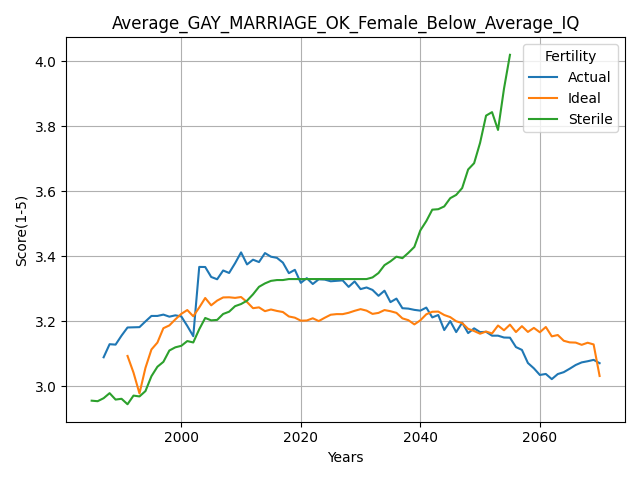 Average_GAY_MARRIAGE_OK_Female_Below_Average_IQ
Fertility
Actual
Ideal
Sterile
4.0
3.8
3.6
3.4
3.2
3.0
Score(1-5)
2000
2020
2040
2060
Years